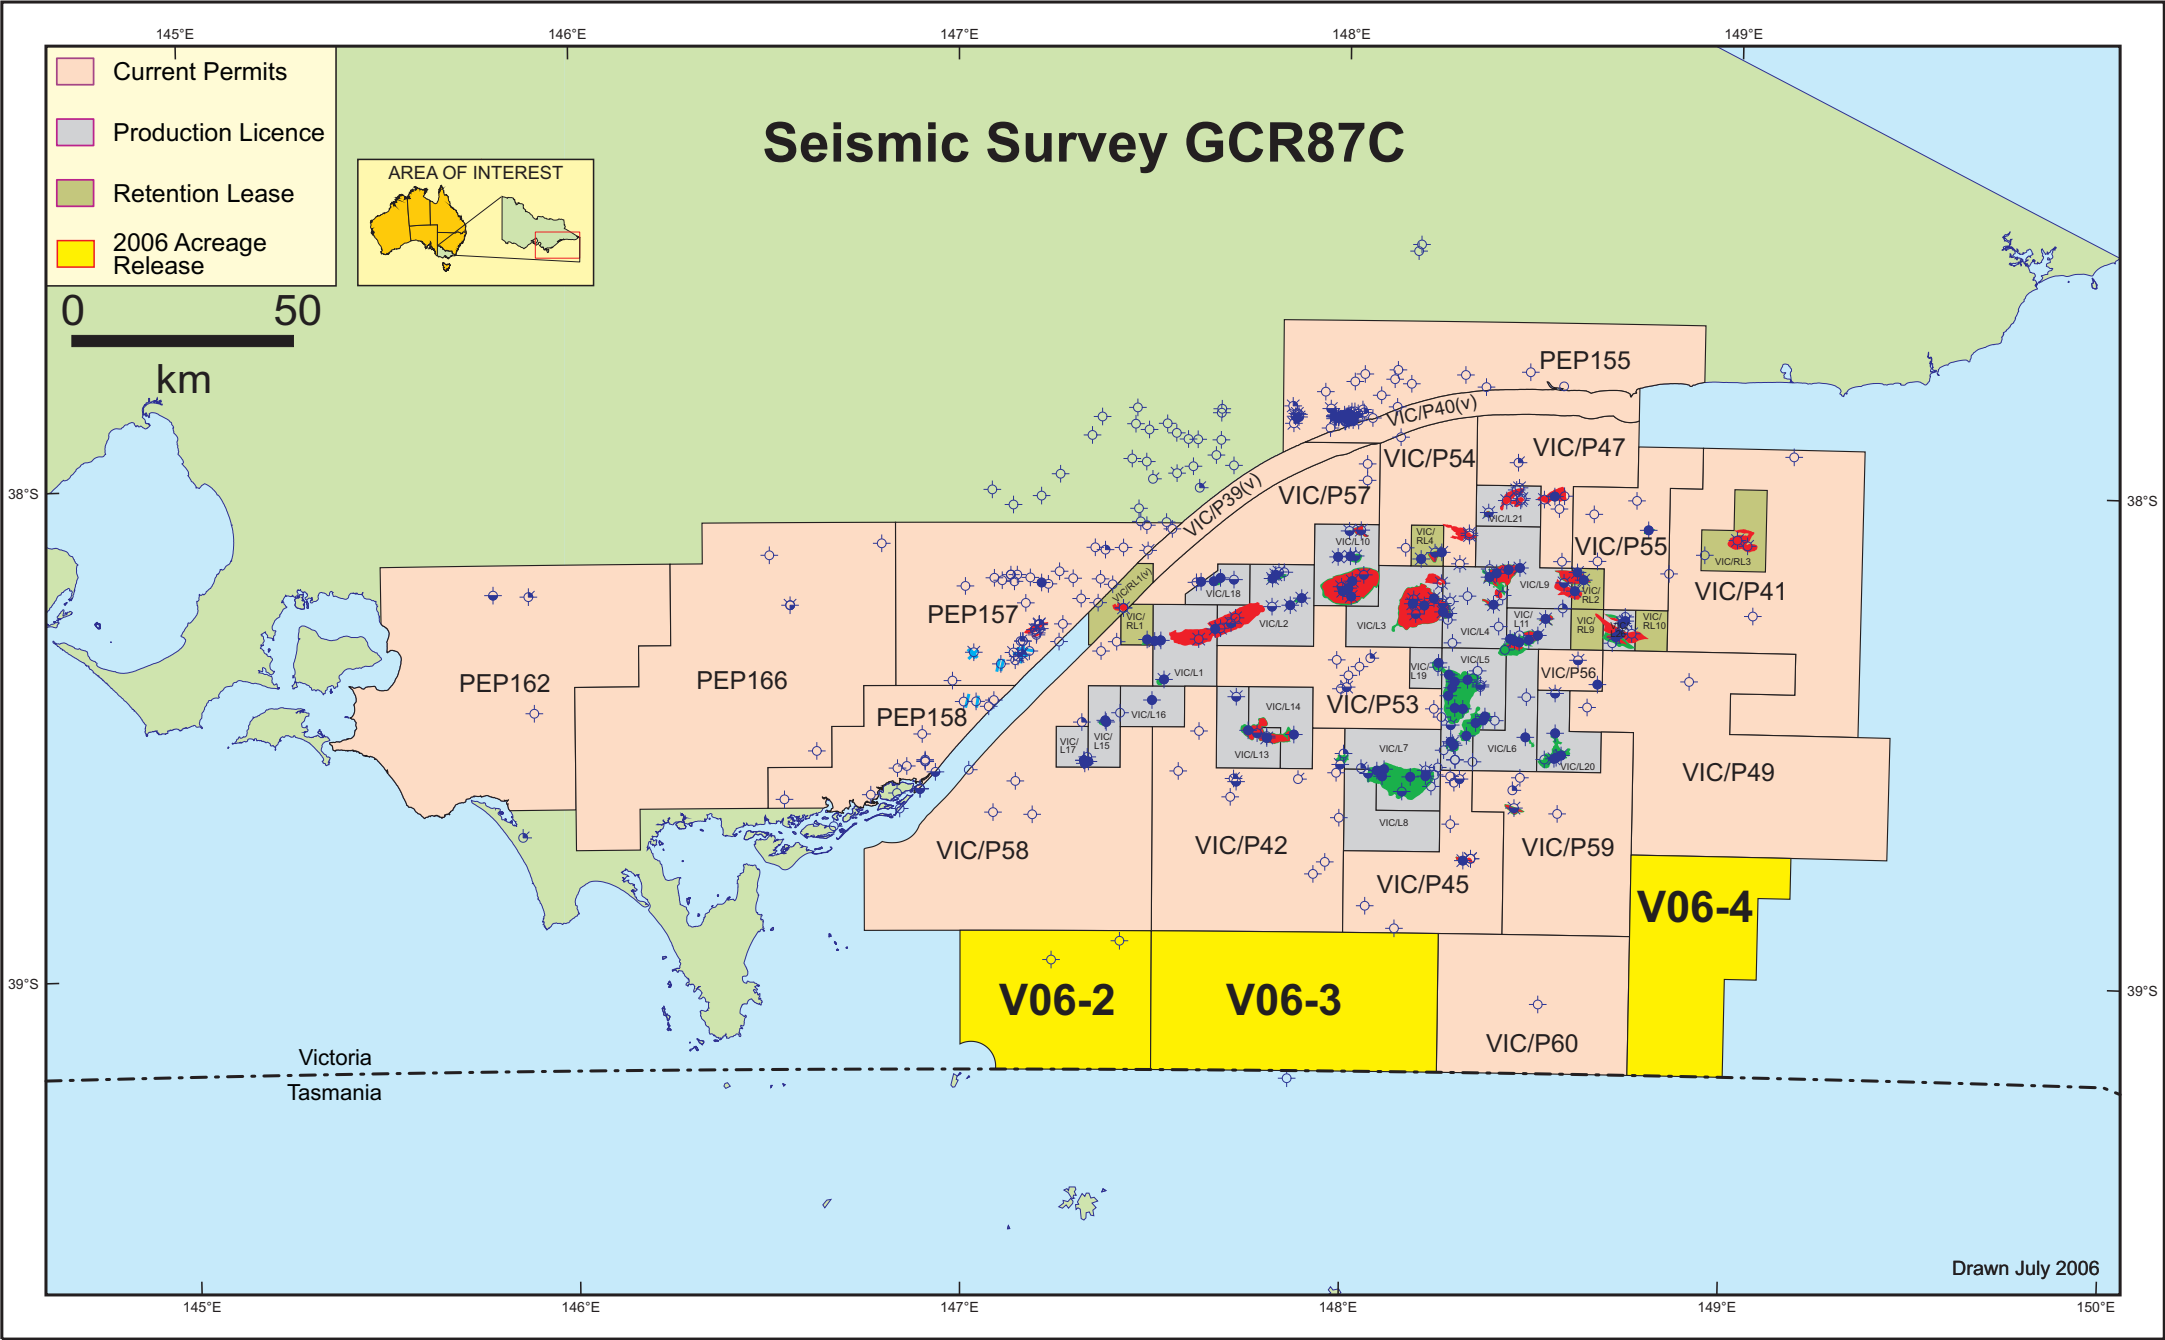 145°E
146°E
147°E
148°E
149°E
Current Permits
Production Licence
Retention Lease
2006 Acreage
Release
0
50
km
AREA OF INTEREST
Seismic Survey GCR87C
PEP155
VIC/P40(v)
VIC/P47
VIC/P54
VIC/P57
VIC/P39(v)
38°S
38°S
VIC/L21
VIC/L10
VIC/
RL4
VIC/P55
VIC/RL3
VIC/P41
VIC/RL1(v)
VIC/L18
VIC/L9
VIC/
RL2
PEP157
VIC/
RL1
VIC/L2
VIC/L3
VIC/L4
VIC/
L11
VIC/
RL9
VIC/
RL10
PEP162
PEP166
PEP158
VIC/L1
VIC/
L19
VIC/L5
VIC/P56
VIC/P53
VIC/L16
VIC/
L17
VIC/
L15
VIC/L14
VIC/L13
VIC/L7
VIC/L6
VIC/L20
VIC/P49
VIC/L8
VIC/P58
VIC/P42
VIC/P59
VIC/P45
V06-4
V06-2
V06-3
VIC/P60
39°S
39°S
Victoria
Tasmania
Drawn July 2006
145°E
146°E
147°E
148°E
149°E
150°E